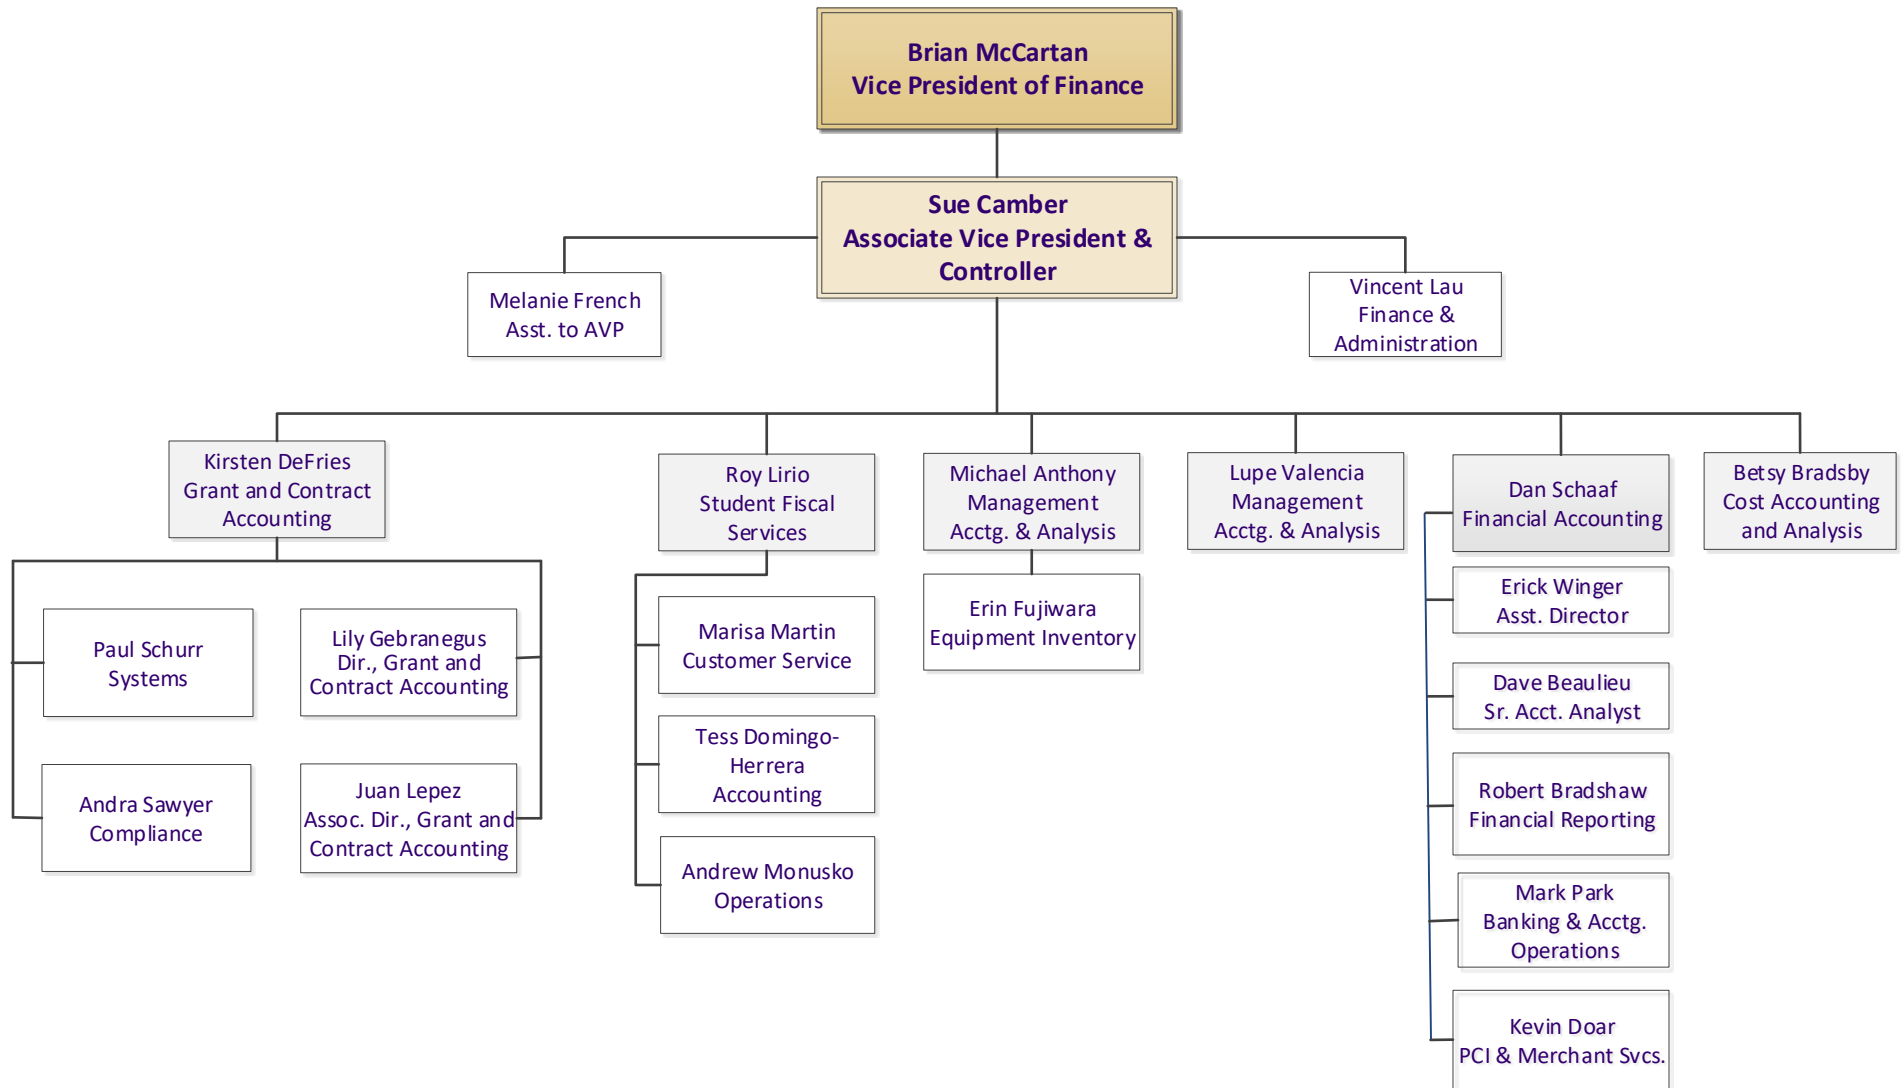 Brian McCartan
Vice President of Finance
Sue Camber
Associate Vice President &
Controller
Melanie French
Asst. to AVP
Vincent Lau
Finance &
Administration
Kirsten DeFries
Grant and Contract
Accounting
Roy Lirio
Student Fiscal
Services
Michael Anthony
Management
Acctg. & Analysis
Lupe Valencia
Management
Acctg. & Analysis
Dan Schaaf
Financial Accounting
Betsy Bradsby
Cost Accounting
and Analysis
Paul Schurr
Systems
Lily Gebranegus
Dir., Grant and
Contract Accounting
Andra Sawyer
Compliance
Juan Lepez
Assoc. Dir., Grant and
Contract Accounting
Marisa Martin
Customer Service
Tess Domingo-
Herrera
Accounting
Andrew Monusko
Operations
Erin Fujiwara
Equipment Inventory
Erick Winger
Asst. Director
Dave Beaulieu
Sr. Acct. Analyst
Robert Bradshaw
Financial Reporting
Mark Park
Banking & Acctg.
Operations
Kevin Doar
PCI & Merchant Svcs.